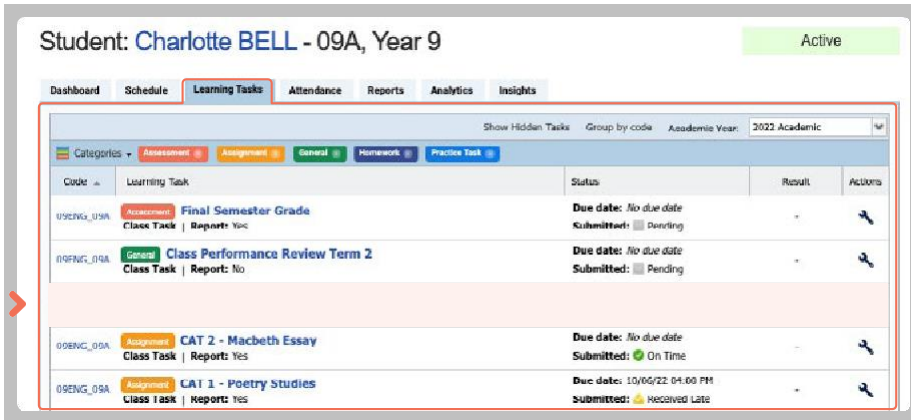 Student: Charlotte BELL - 09A, Year 9
Active
Dashboard Schedule Learning Tasks Attendance Reports Analytics Insights
Show Hidden Tasks Group by code Academic Year: 2022 Academic
Categories Assessment Assignment General Homework Practice Task
Code Learning Task Status Result Actions
09ENG_09A Assessment Final Semester Grade Due date: No due date -
Class Task | Report: Yes Submitted: Pending
09ENG_09A General Class Performance Review Term 2 Due date: No due date -
Class Task | Report: No Submitted: Pending
09ENG_09A Assignment CAT 2 - Macbeth Essay Due date: No due date -
Class Task | Report: Yes Submitted: On Time
09ENG_09A Assignment CAT 1 - Poetry Studies Due date: 10/06/22 04:00 PM -
Class Task | Report: Yes Submitted: Received Late